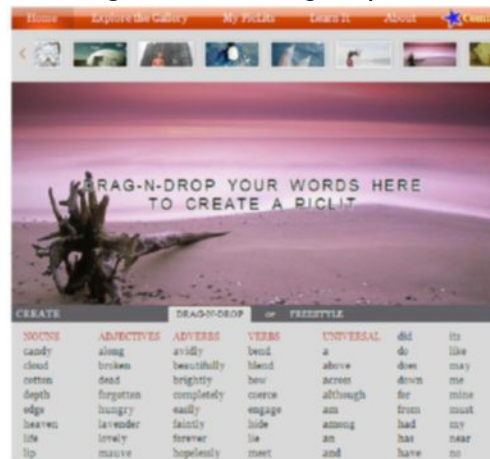 Home Explore the Gallery My PicLits Learn It About
DRAG-N-DROP YOUR WORDS HERE
TO CREATE A PICLIT
CREATE DRAG-N-DROP or FREESTYLE
NOUNS ADJECTIVES ADVERBS VERBS UNIVERSAL did its
candy along avidly bend a do like
cloud broken beautifully blend above does may
cotton dead brightly bow across down me
depth forgotten completely coerce although for mine
edge hungry easily engage am from must
heaven lavender faintly hide among had my
life lovely forever lie an has near
lip mauve hopelessly meet and have no